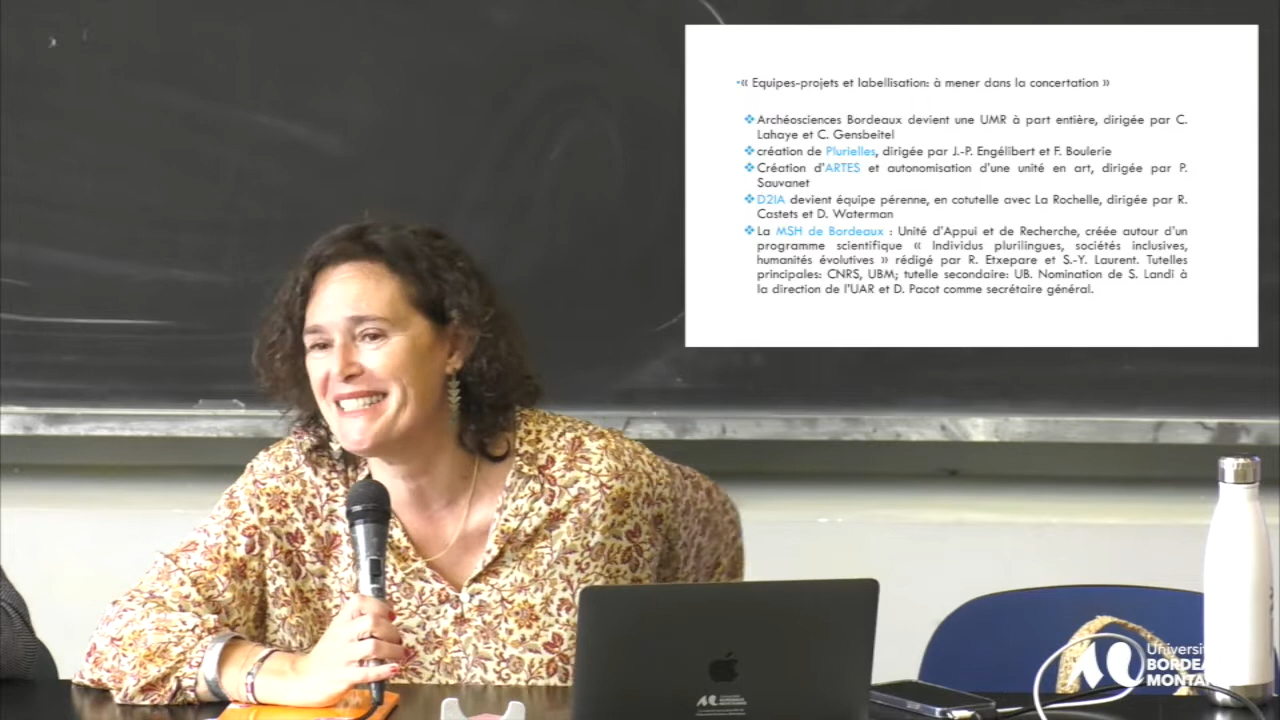 •« Equipes-projets et labellisation: à mener dans la concertation »
❖Archéosciences Bordeaux devient une UMR à part entière, dirigée par C.
Lahaye et C. Gensbeitel
❖création de Plurielles, dirigée par J.-P. Engélibert et F. Boulerie
❖Création d'ARTES et autonomisation d'une unité en art, dirigée par P.
Sauvanet
❖D2IA devient équipe pérenne, en cotutelle avec La Rochelle, dirigée par R.
Castets et D. Waterman
❖La MSH de Bordeaux : Unité d'Appui et de Recherche, créée autour d'un
programme scientifique « Individus plurilingues, sociétés inclusives,
humanités évolutives » rédigé par R. Etxepare et S.-Y. Laurent. Tutelles
principales: CNRS, UBM; tutelle secondaire: UB. Nomination de S. Landi à
la direction de l'UAR et D. Pacot comme secrétaire général.
Universit
BORDEA
MONTA